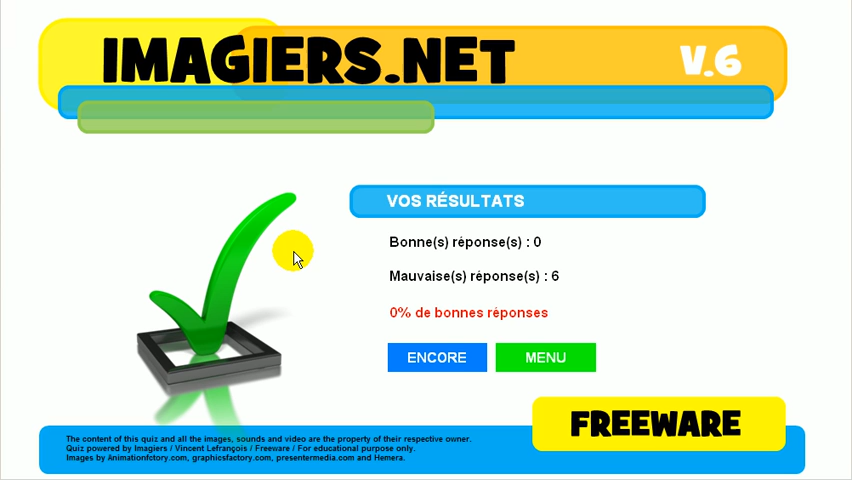 IMAGIERS.NET
V.6
VOS RÉSULTATS
Bonne(s) réponse(s) : 0
Mauvaise(s) réponse(s) : 6
0% de bonnes réponses
ENCORE
MENU
FREEWARE
The content of this quiz and all the images, sounds and video are the property of their respective owner.
Quiz powered by Imagiers / Vincent Lefrançois / Freeware / For educational purpose only.
Images by Animationfctory.com, graphicsfactory.com, presentermedia.com and Hemera.